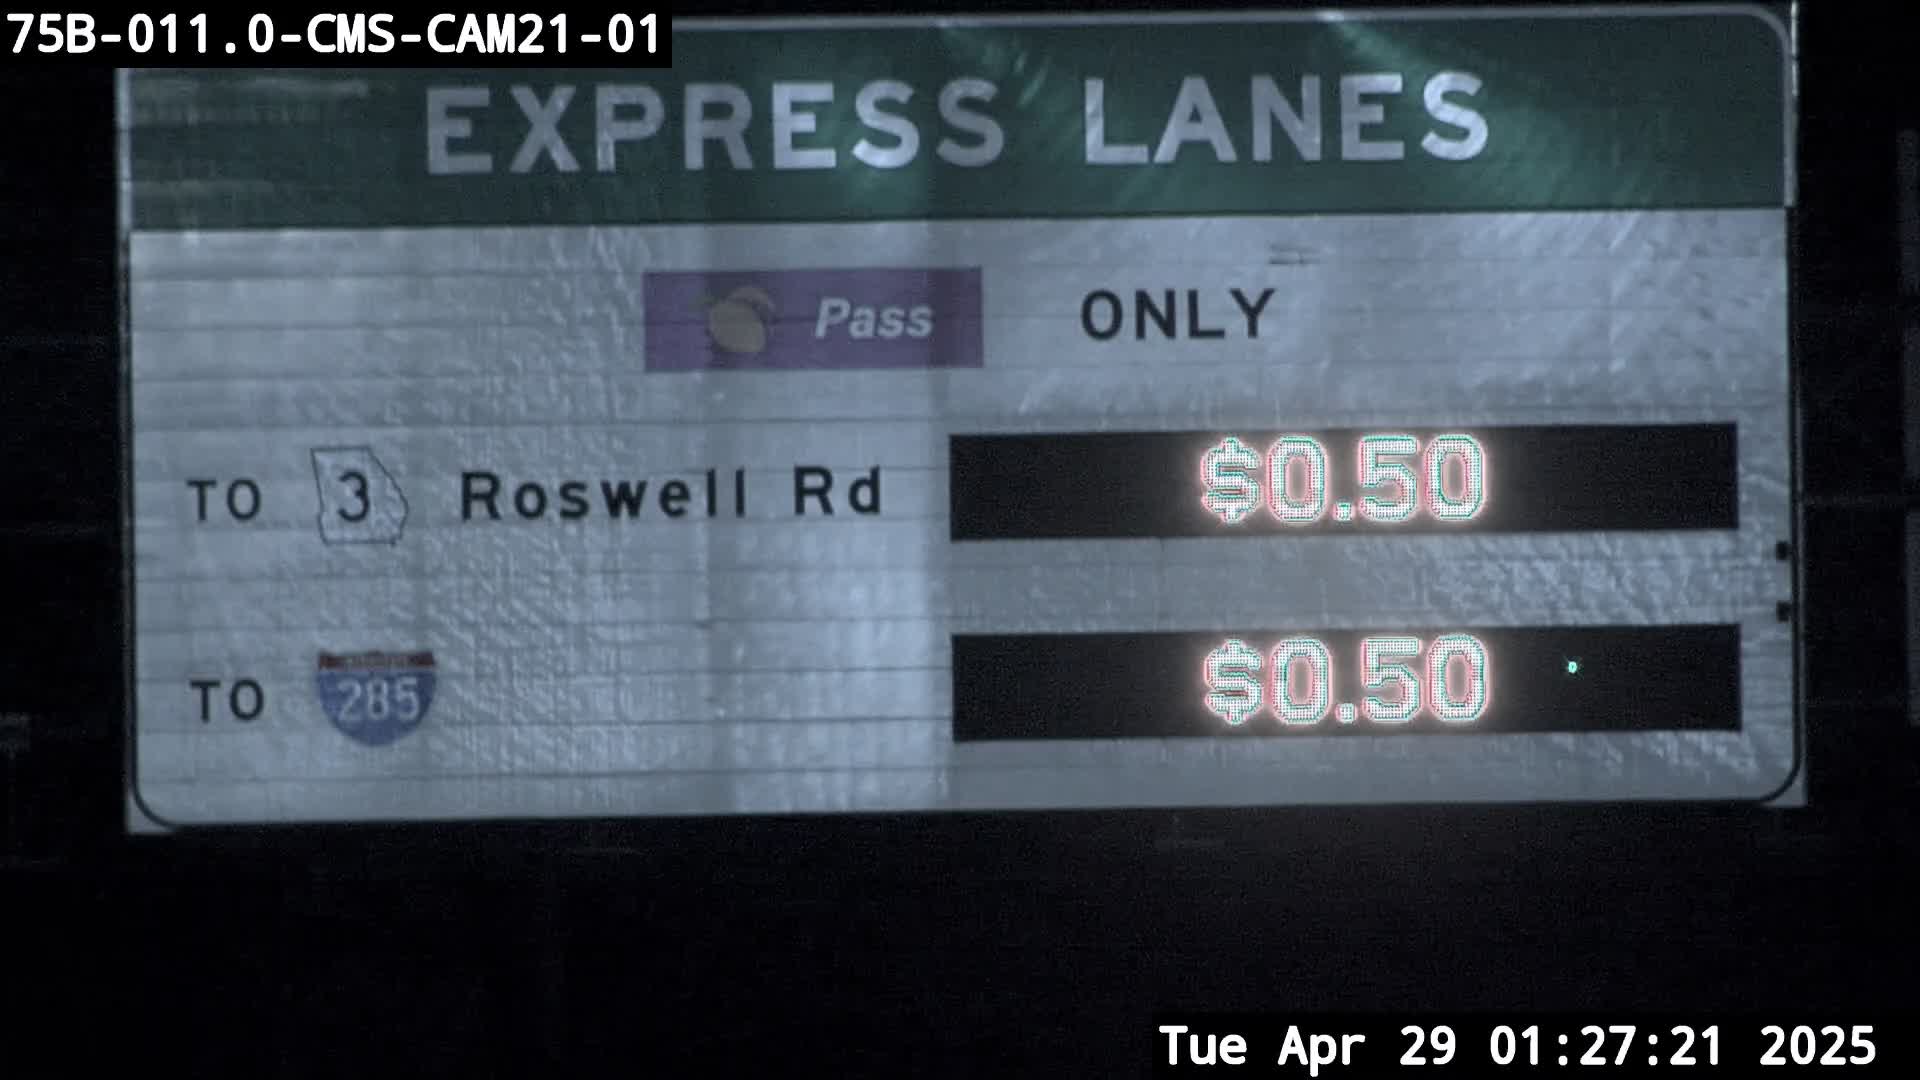 75B-011.0-CMS-CAM21-01
EXPRESS LANES
Pass ONLY
TO 3 Roswell Rd $0.50
TO 285 $0.50
Tue Apr 29 01:27:21 2025